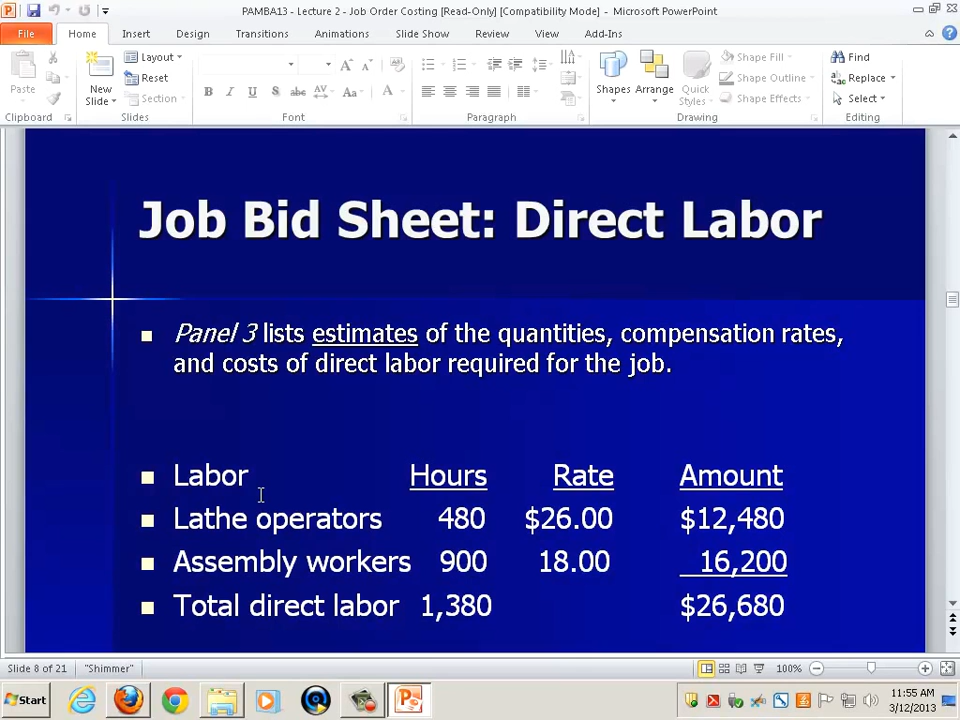 PAMBA13 - Lecture 2 - Job Order Costing [Read-Only] [Compatibility Mode] - Microsoft PowerPoint
File Home Insert Design Transitions Animations Slide Show Review View Add-Ins
Paste
New Slide
Layout
Reset
Section
B I U S abc AV Aa A
Shapes
Arrange
Quick Styles
Shape Fill
Shape Outline
Shape Effects
Find
Replace
Select
Clipboard Slides Font Paragraph Drawing Editing
Job Bid Sheet: Direct Labor
Panel 3 lists estimates of the quantities, compensation rates,
and costs of direct labor required for the job.
Labor Hours Rate Amount
Lathe operators 480 $26.00 $12,480
Assembly workers 900 18.00 16,200
Total direct labor 1,380 $26,680
Slide 8 of 21 "Shimmer" 100%
Start 11:55 AM
3/12/2013